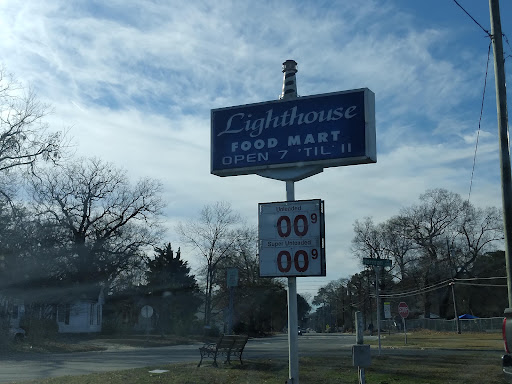 Lighthouse
FOOD MART
OPEN 7 'TIL 11
Unleaded
00 9
Super Unleaded
00 9